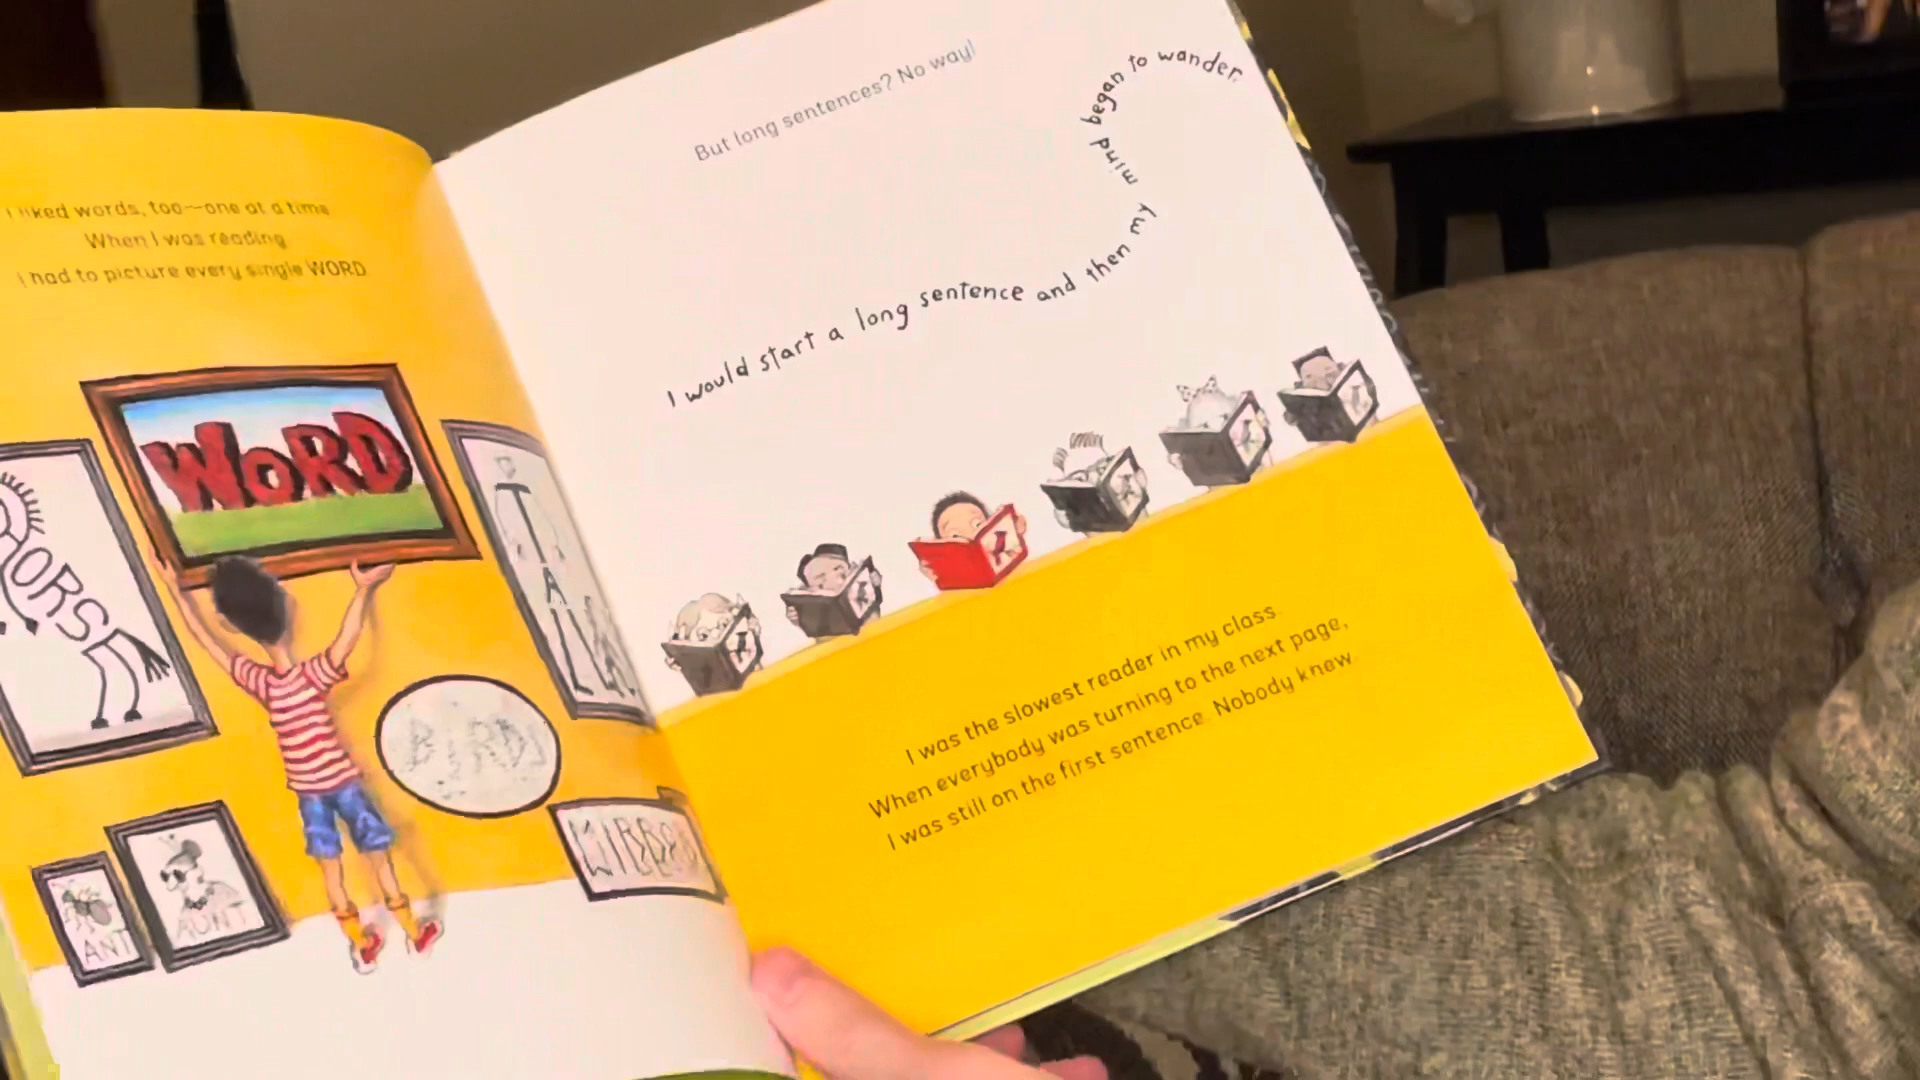 I liked words, too—one at a time
When I was reading
I had to picture every single WORD
WORD
HORSE
TALL
ANT
AUNT
But long sentences? No way!
I would start a long sentence and then my mind began to wander.
I was the slowest reader in my class.
When everybody was turning to the next page,
I was still on the first sentence. Nobody knew